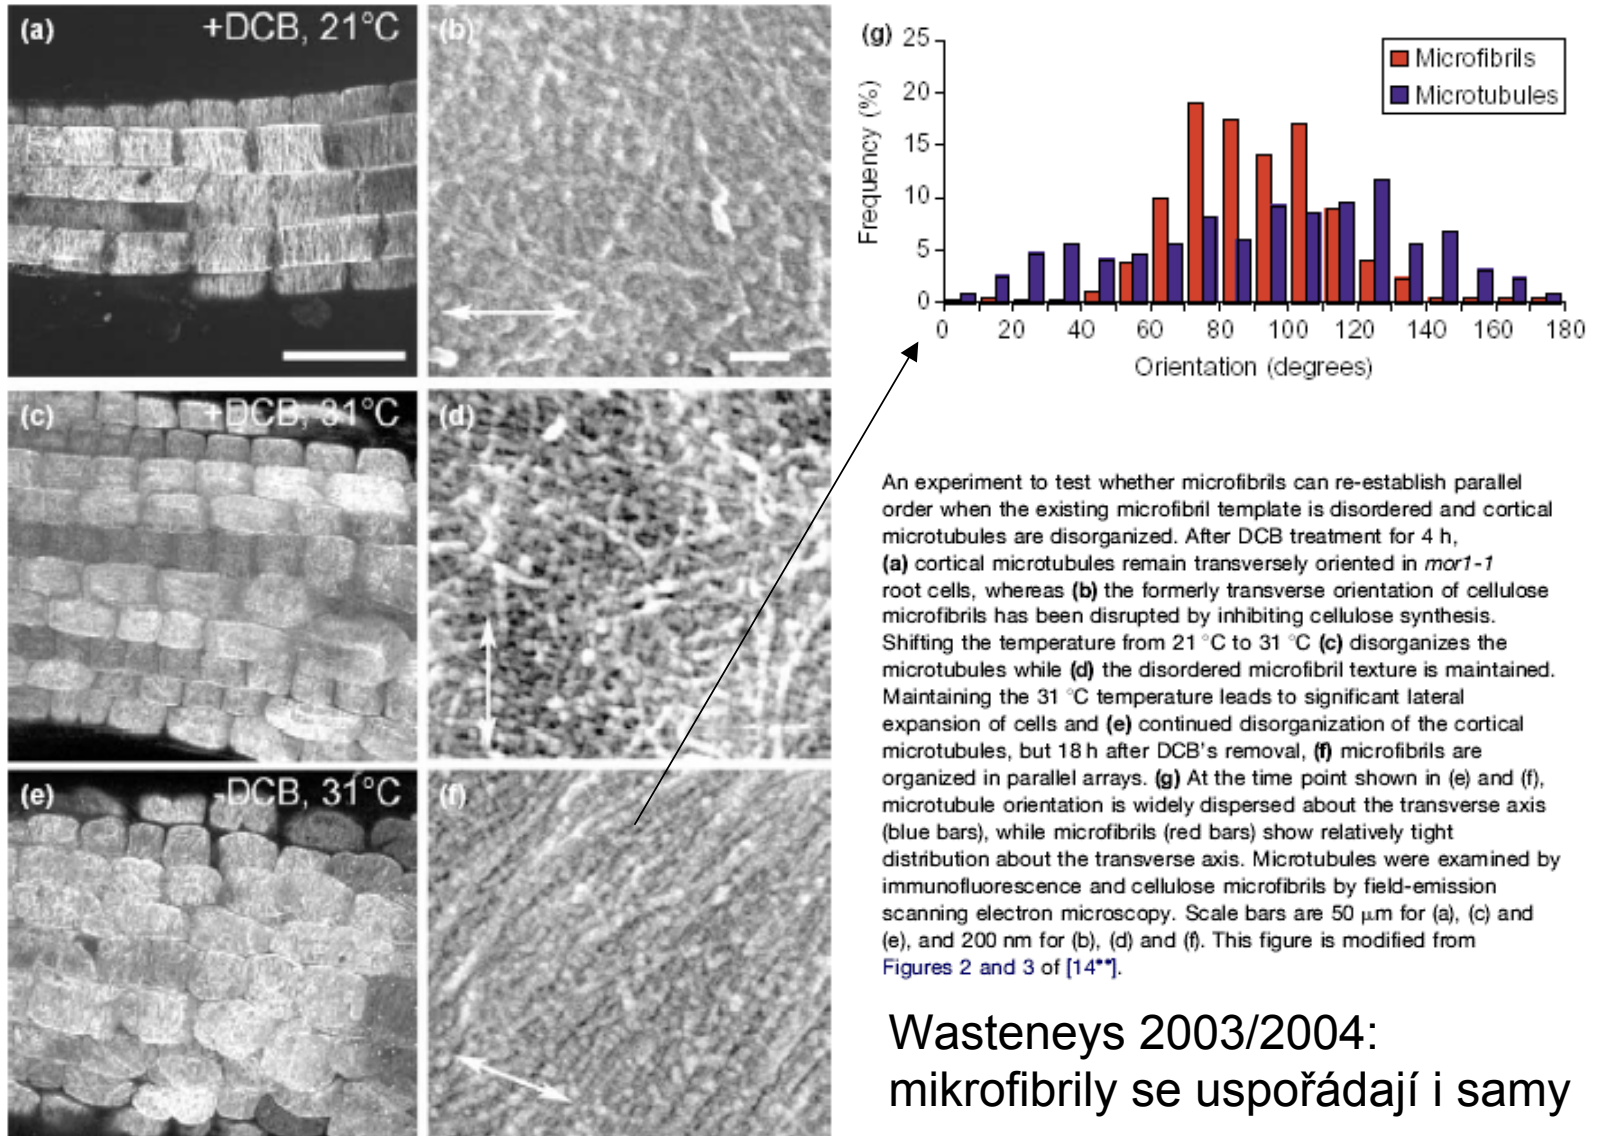 (a) +DCB, 21°C
(b)
(c) +DCB, 31°C
(d)
(e) -DCB, 31°C
(f)
(g)
25
20
15
10
5
0
Frequency (%)
Microfibrils
Microtubules
0 20 40 60 80 100 120 140 160 180
Orientation (degrees)
An experiment to test whether microfibrils can re-establish parallel
order when the existing microfibril template is disordered and cortical
microtubules are disorganized. After DCB treatment for 4 h,
(a) cortical microtubules remain transversely oriented in mor1-1
root cells, whereas (b) the formerly transverse orientation of cellulose
microfibrils has been disrupted by inhibiting cellulose synthesis.
Shifting the temperature from 21 °C to 31 °C (c) disorganizes the
microtubules while (d) the disordered microfibril texture is maintained.
Maintaining the 31 °C temperature leads to significant lateral
expansion of cells and (e) continued disorganization of the cortical
microtubules, but 18 h after DCB's removal, (f) microfibrils are
organized in parallel arrays. (g) At the time point shown in (e) and (f),
microtubule orientation is widely dispersed about the transverse axis
(blue bars), while microfibrils (red bars) show relatively tight
distribution about the transverse axis. Microtubules were examined by
immunofluorescence and cellulose microfibrils by field-emission
scanning electron microscopy. Scale bars are 50 μm for (a), (c) and
(e), and 200 nm for (b), (d) and (f). This figure is modified from
Figures 2 and 3 of [14••].
Wasteneys 2003/2004:
mikrofibrily se uspořádají i samy